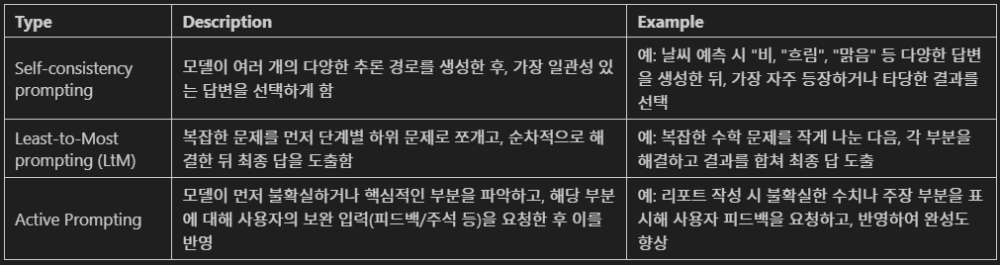 Type Description Example
Self-consistency
prompting
모델이 여러 개의 다양한 추론 경로를 생성한 후, 가장 일관성 있
는 답변을 선택하게 함
예: 날씨 예측 시 "비, "흐림", "맑음" 등 다양한 답변
을 생성한 뒤, 가장 자주 등장하거나 타당한 결과를
선택
Least-to-Most
prompting (LtM)
복잡한 문제를 먼저 단계별 하위 문제로 쪼개고, 순차적으로 해
결한 뒤 최종 답을 도출함
예: 복잡한 수학 문제를 작게 나눈 다음, 각 부분을
해결하고 결과를 합쳐 최종 답 도출
Active Prompting
모델이 먼저 불확실하거나 핵심적인 부분을 파악하고, 해당 부분
에 대해 사용자의 보완 입력(피드백/주석 등)을 요청한 후 이를
반영
예: 리포트 작성 시 불확실한 수치나 주장 부분을 표
시해 사용자 피드백을 요청하고, 반영하여 완성도
향상